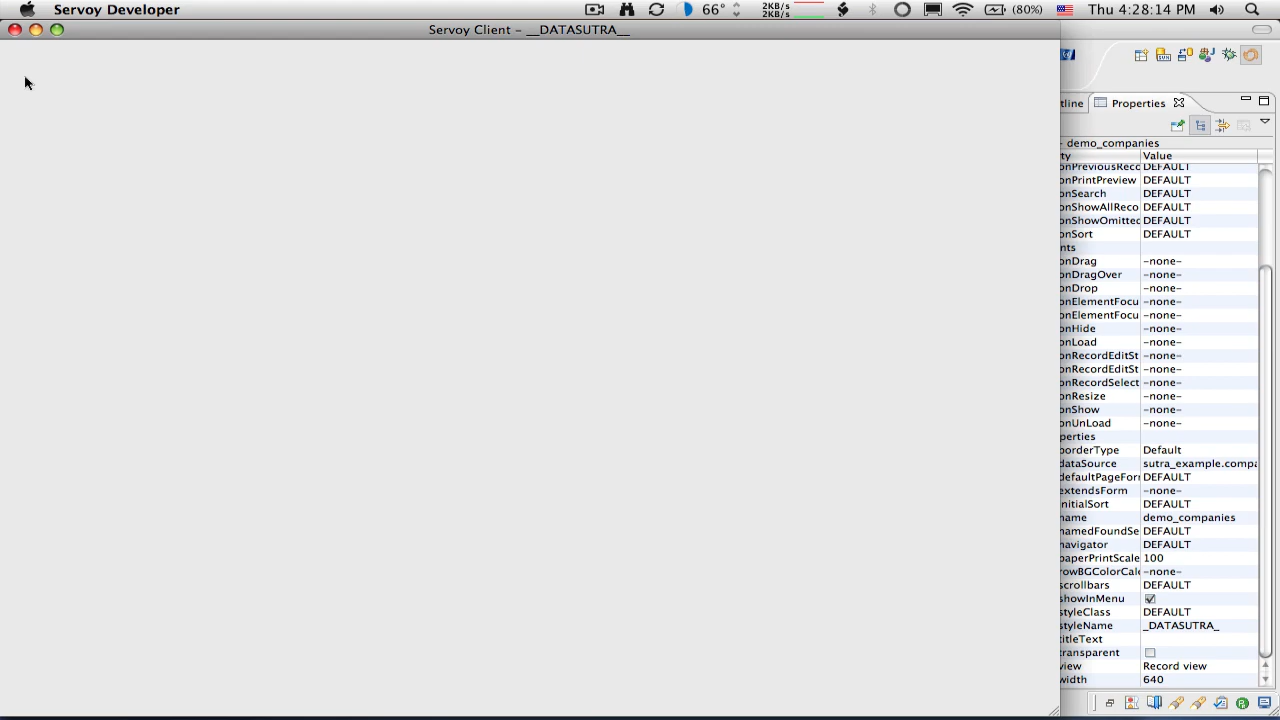 Servoy Developer 66° 2KB/s 2KB/s (80%) Thu 4:28:14 PM
Servoy Client – __DATASUTRA__
tline Properties
demo_companies
ty Value
onPreviousReco DEFAULT
onPrintPreview DEFAULT
onSearch DEFAULT
onShowAllReco DEFAULT
onShowOmitted DEFAULT
onSort DEFAULT
nts
onDrag –none–
onDragOver –none–
onDrop –none–
onElementFocu –none–
onElementFocu –none–
onHide –none–
onLoad –none–
onRecordEditSt –none–
onRecordEditSt –none–
onRecordSelect –none–
onResize –none–
onShow –none–
onUnLoad –none–
perties
borderType Default
dataSource sutra_example.compa
defaultPageForm DEFAULT
extendsForm –none–
initialSort DEFAULT
name demo_companies
namedFoundSe DEFAULT
navigator DEFAULT
paperPrintScale 100
rowBGColorCalc –none–
scrollbars DEFAULT
showInMenu
styleClass DEFAULT
styleName _DATASUTRA_
titleText
transparent
view Record view
width 640